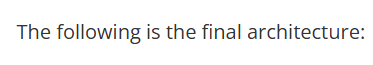 The following is the final architecture: